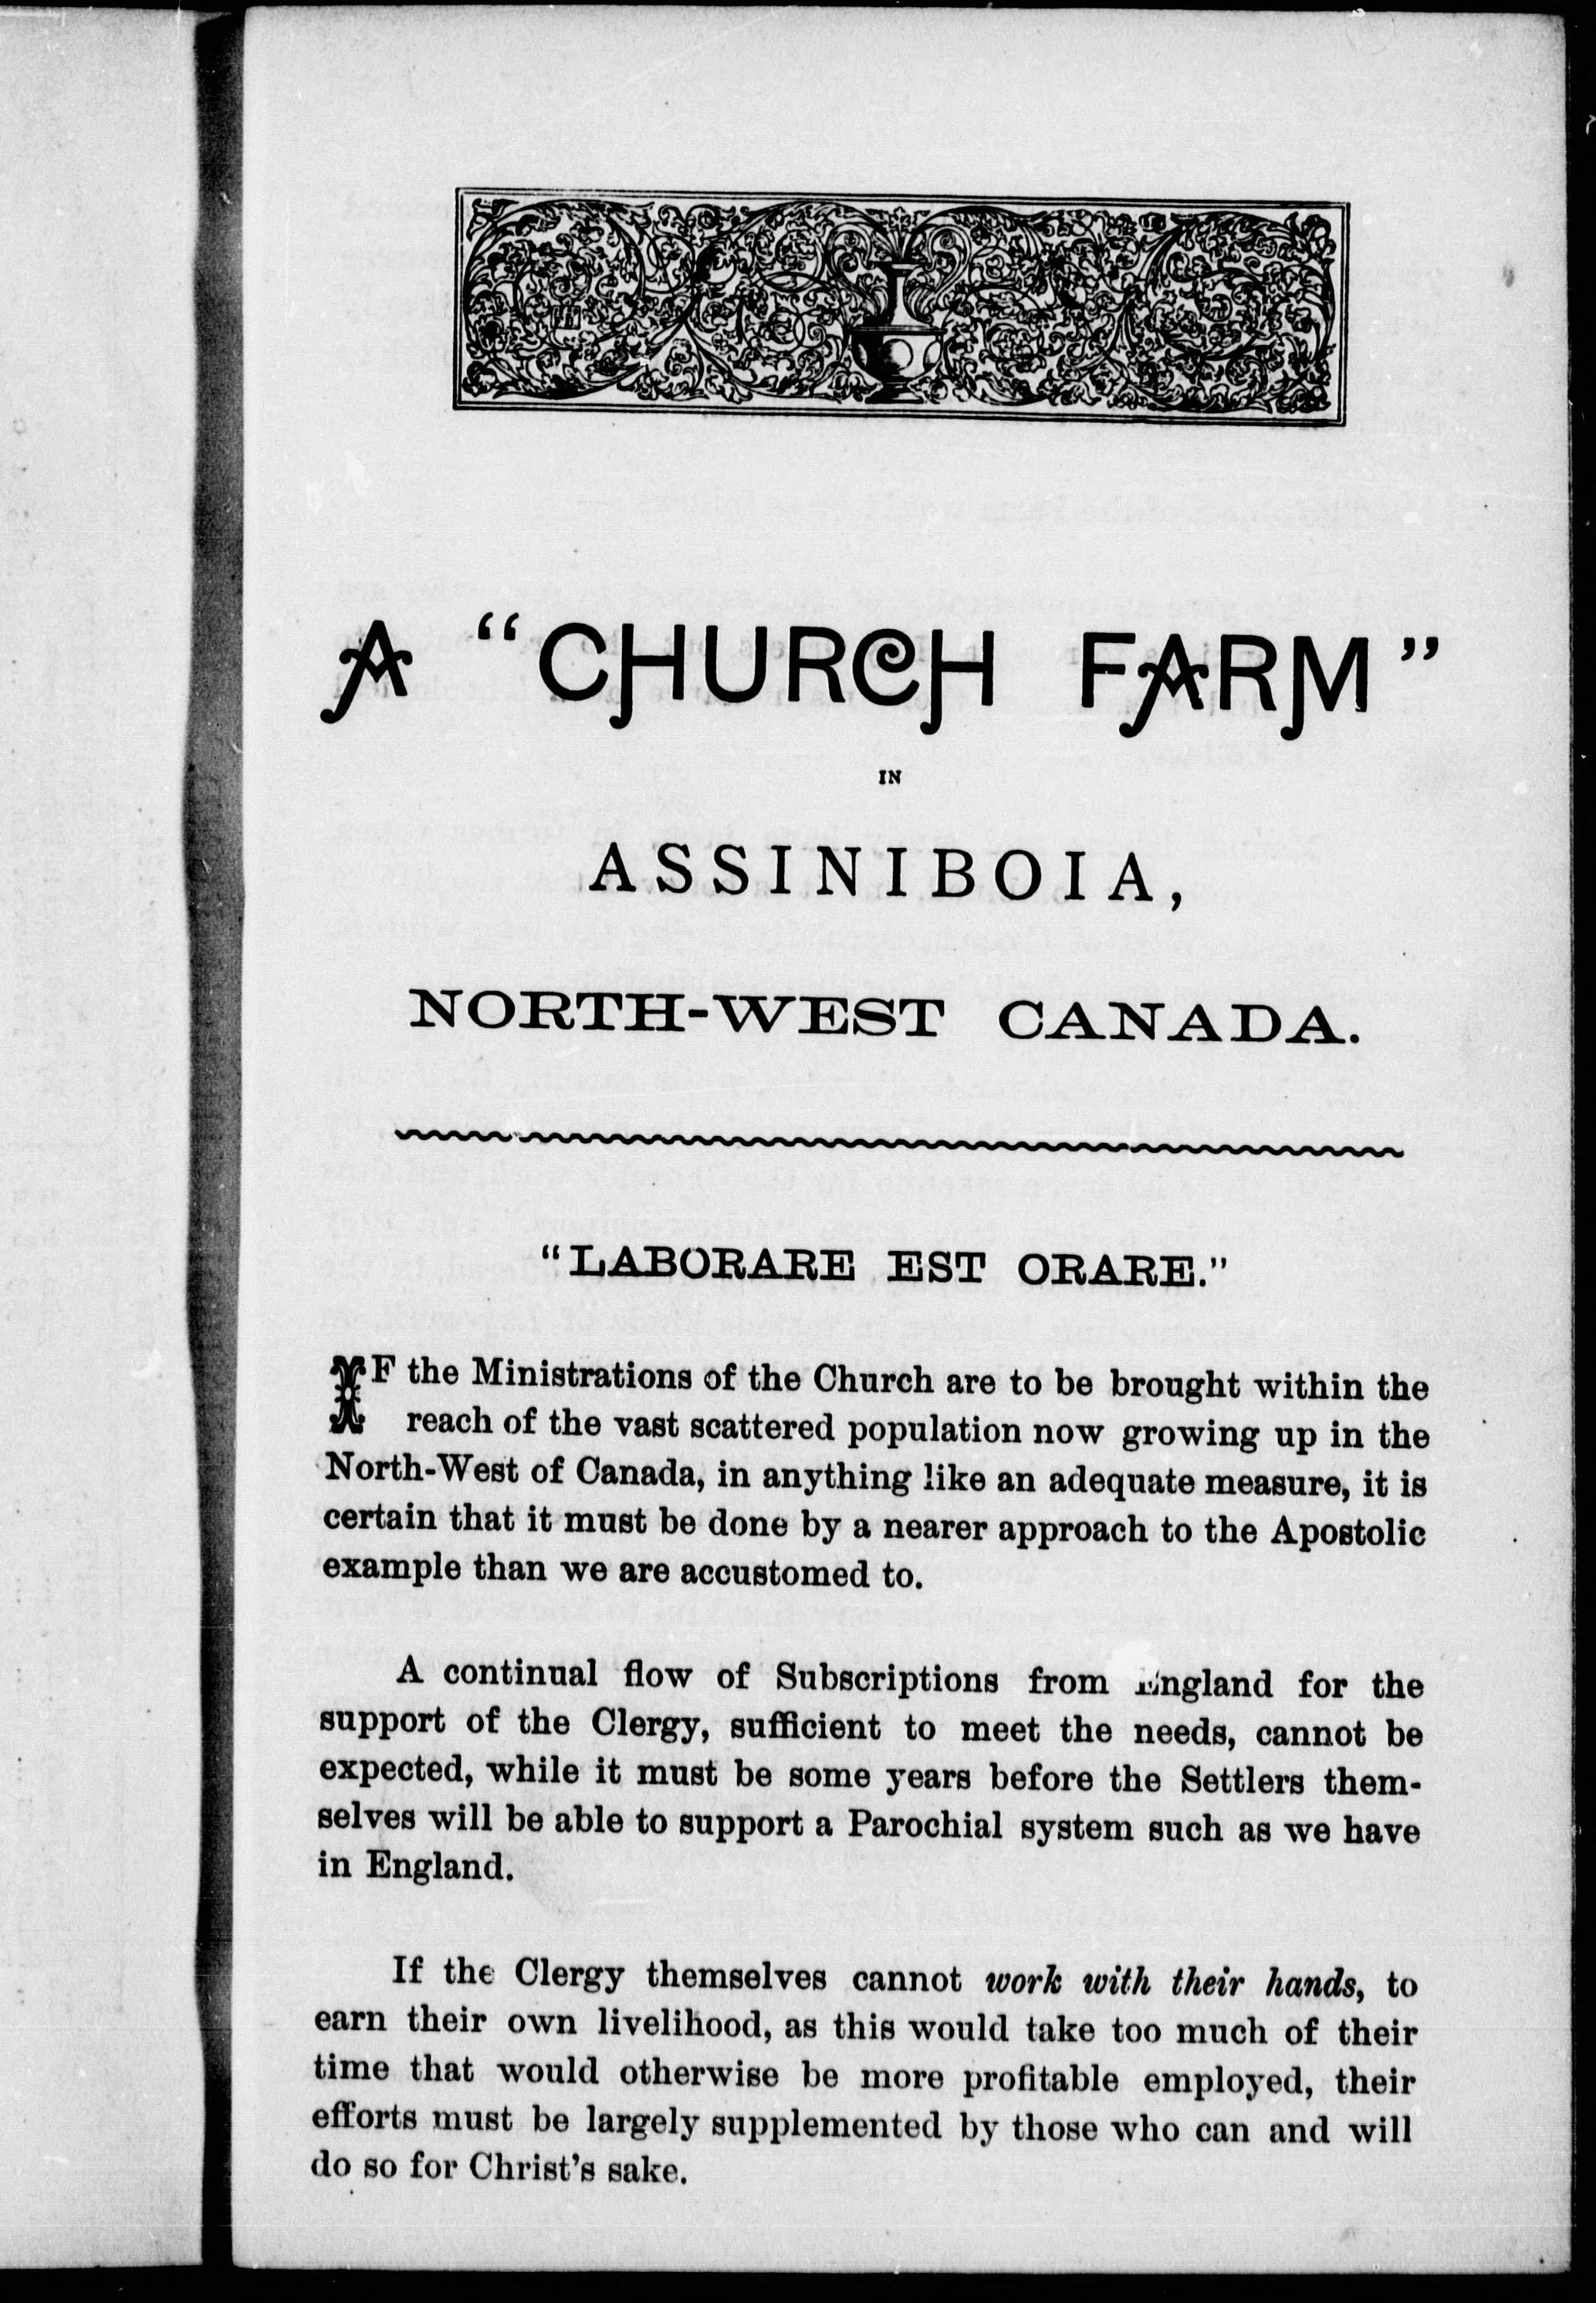 A “CHURCH FARM”
IN
ASSINIBOIA,
NORTH-WEST CANADA.
“LABORARE EST ORARE.”
IF the Ministrations of the Church are to be brought within the
reach of the vast scattered population now growing up in the
North-West of Canada, in anything like an adequate measure, it is
certain that it must be done by a nearer approach to the Apostolic
example than we are accustomed to.
A continual flow of Subscriptions from England for the
support of the Clergy, sufficient to meet the needs, cannot be
expected, while it must be some years before the Settlers them-
selves will be able to support a Parochial system such as we have
in England.
If the Clergy themselves cannot work with their hands, to
earn their own livelihood, as this would take too much of their
time that would otherwise be more profitable employed, their
efforts must be largely supplemented by those who can and will
do so for Christ’s sake.